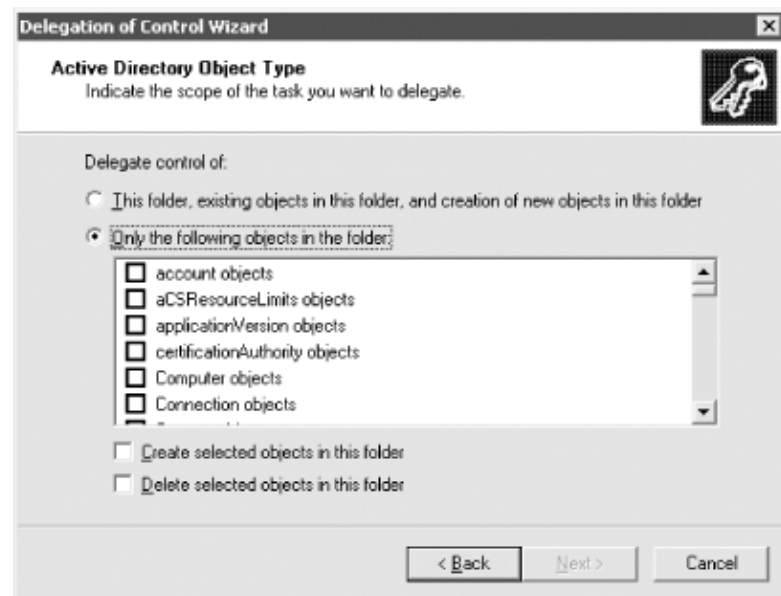 Delegation of Control Wizard
Active Directory Object Type
Indicate the scope of the task you want to delegate.
Delegate control of:
This folder, existing objects in this folder, and creation of new objects in this folder
Only the following objects in the folder:
account objects
aCSResourceLimits objects
applicationVersion objects
certificationAuthority objects
Computer objects
Connection objects
Create selected objects in this folder
Delete selected objects in this folder
< Back Next > Cancel